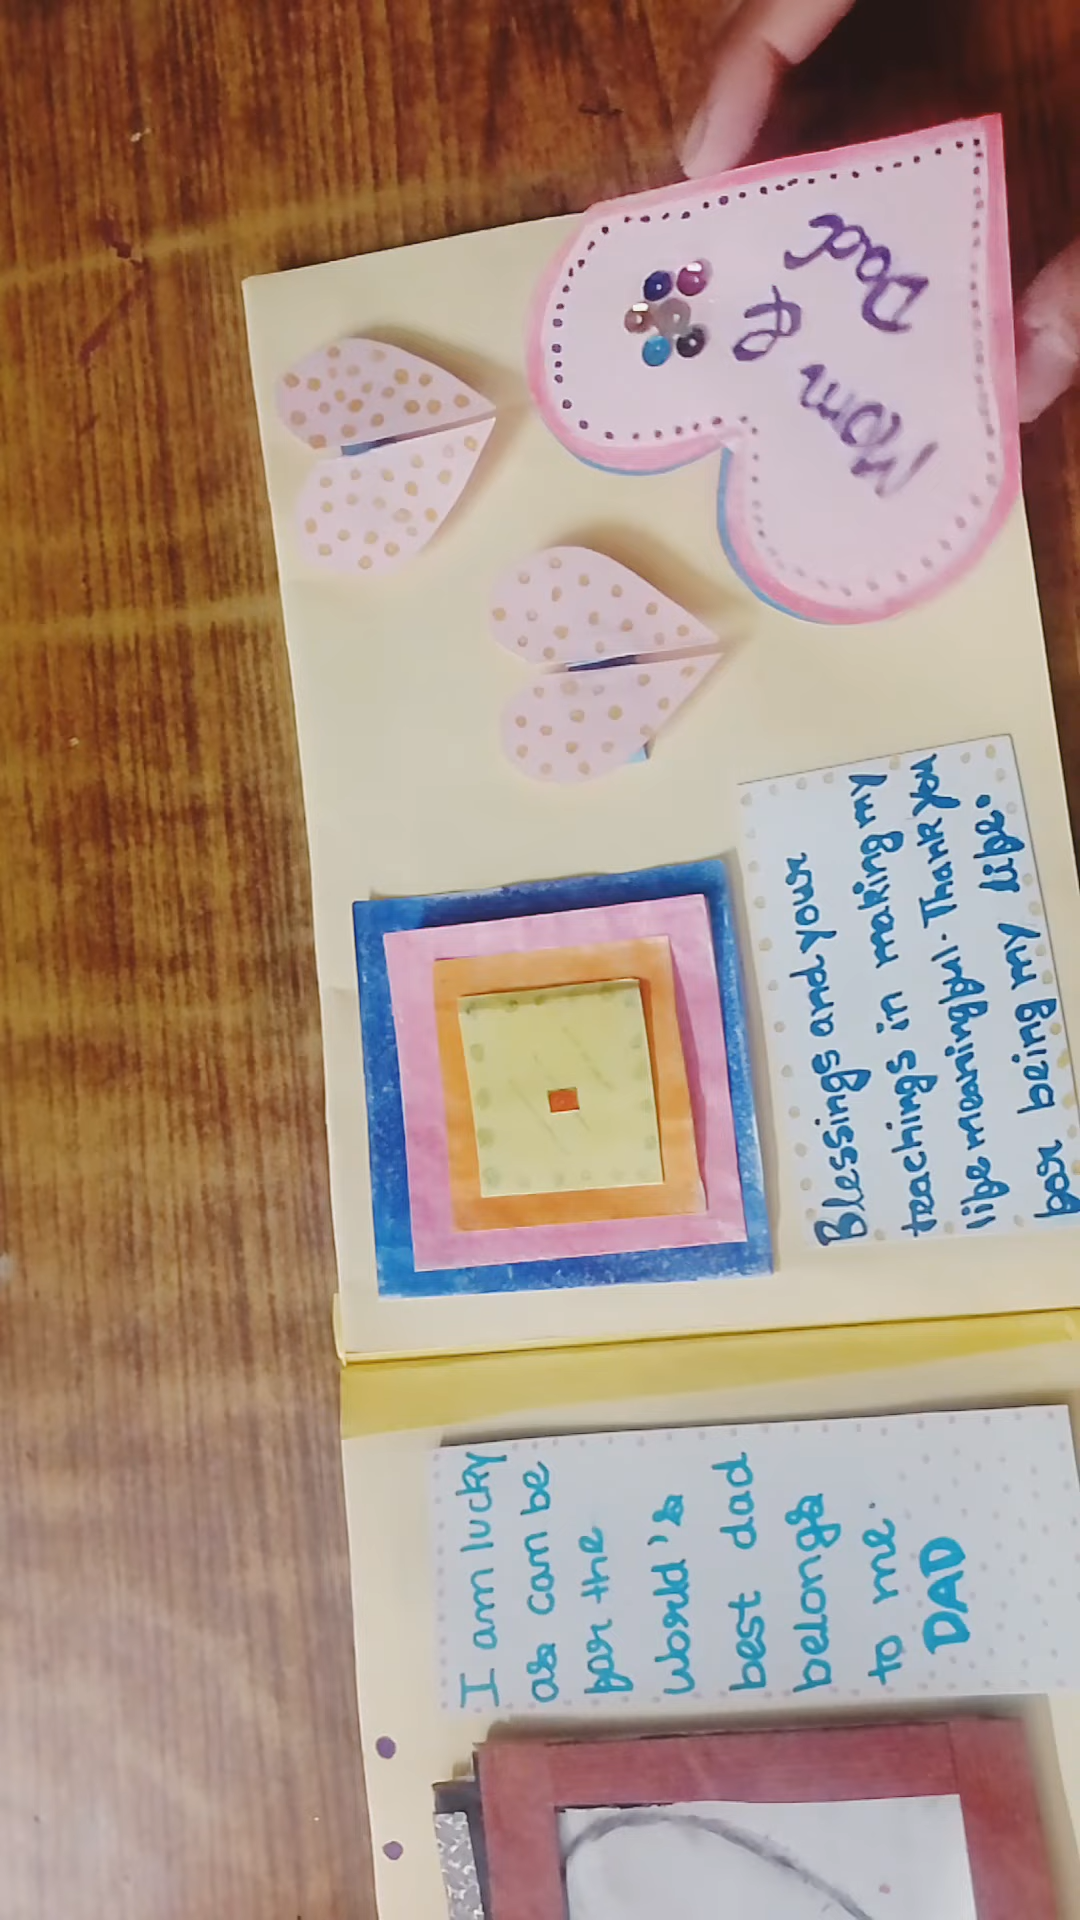 I am lucky
as can be
for the
world's
best dad
belongs
to me.
DAD
Blessings and your
teachings in making my
life meaningful. Thank you
for being my life.
Mom
&
Dad